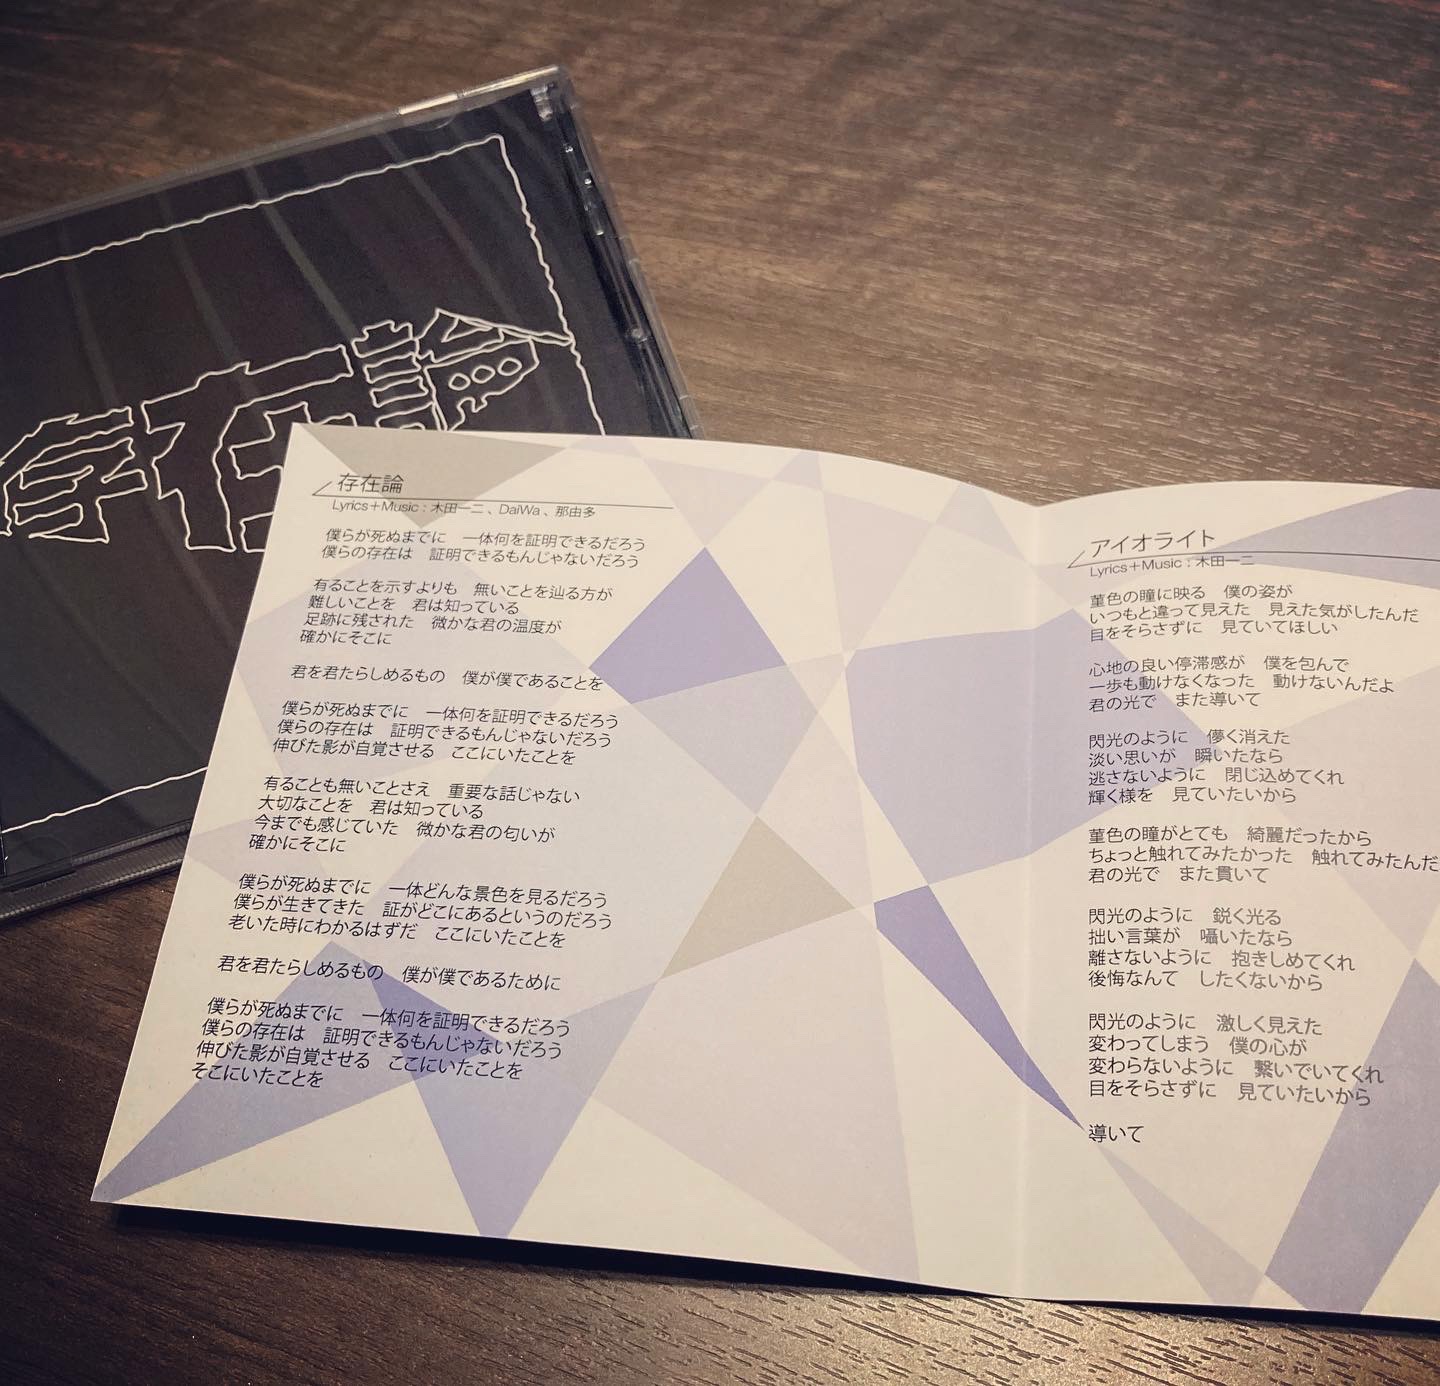 存在論
Lyrics+Music : 木田一二 、DaiWa 、那由多
僕らが死ぬまでに　一体何を証明できるだろう
僕らの存在は　証明できるもんじゃないだろう
有ることを示すよりも　無いことを辿る方が
難しいことを　君は知っている
足跡に残された　微かな君の温度が
確かにそこに
君を君たらしめるもの　僕が僕であることを
僕らが死ぬまでに　一体何を証明できるだろう
僕らの存在は　証明できるもんじゃないだろう
伸びた影が自覚させる　ここにいたことを
有ることも無いことさえ　重要な話じゃない
大切なことを　君は知っている
今までも感じていた　微かな君の匂いが
確かにそこに
僕らが死ぬまでに　一体どんな景色を見るだろう
僕らが生きてきた　証がどこにあるというのだろう
老いた時にわかるはずだ　ここにいたことを
君を君たらしめるもの　僕が僕であるために
僕らが死ぬまでに　一体何を証明できるだろう
僕らの存在は　証明できるもんじゃないだろう
伸びた影が自覚させる　ここにいたことを
そこにいたことを
アイオライト
Lyrics+Music : 木田一二
菫色の瞳に映る　僕の姿が
いつもと違って見えた　見えた気がしたんだ
目をそらさずに　見ていてほしい
心地の良い停滞感が　僕を包んで
一歩も動けなくなった　動けないんだよ
君の光で　また導いて
閃光のように　儚く消えた
淡い思いが　瞬いたなら
逃さないように　閉じ込めてくれ
輝く様を　見ていたいから
菫色の瞳がとても　綺麗だったから
ちょっと触れてみたかった　触れてみたんだ
君の光で　また貫いて
閃光のように　鋭く光る
拙い言葉が　囁いたなら
離さないように　抱きしめてくれ
後悔なんて　したくないから
閃光のように　激しく見えた
変わってしまう　僕の心が
変わらないように　繋いでいてくれ
目をそらさずに　見ていたいから
導いて